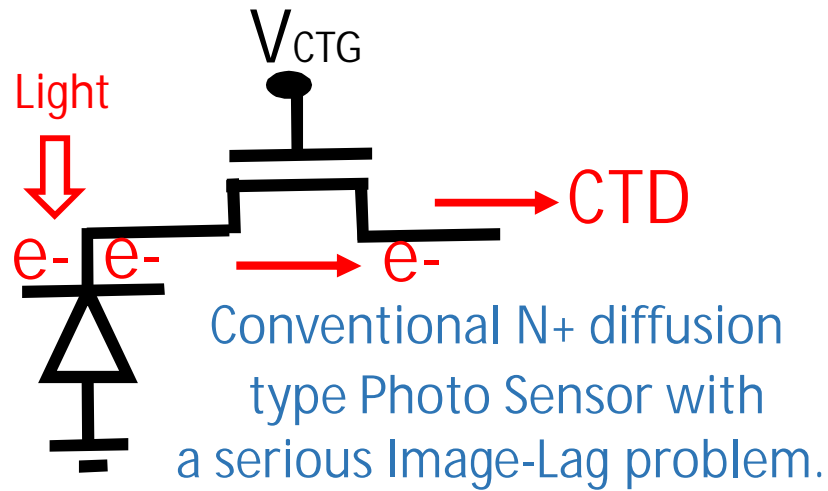 VCTG
Light
CTD
e- e- e-
Conventional N+ diffusion
type Photo Sensor with
a serious Image-Lag problem.